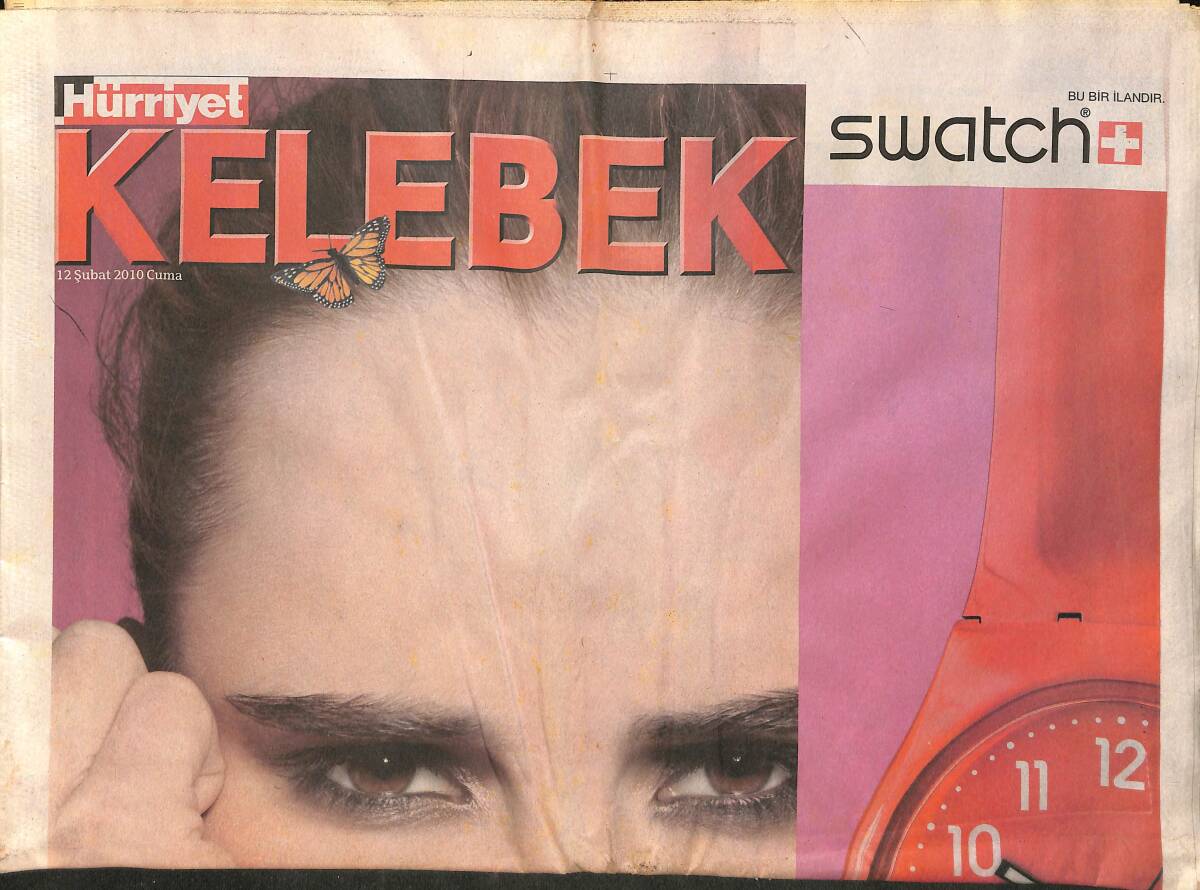 Hürriyet
KELEBEK
12 Şubat 2010 Cuma
BU BİR İLANDIR.
swatch®
12
11
10